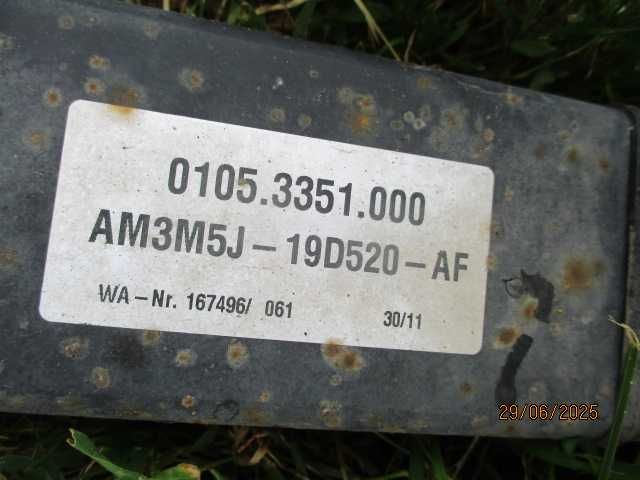 0105.3351.000
AM3M5J – 19D520 – AF
WA – Nr. 167496/ 061 30/11
29/06/2025